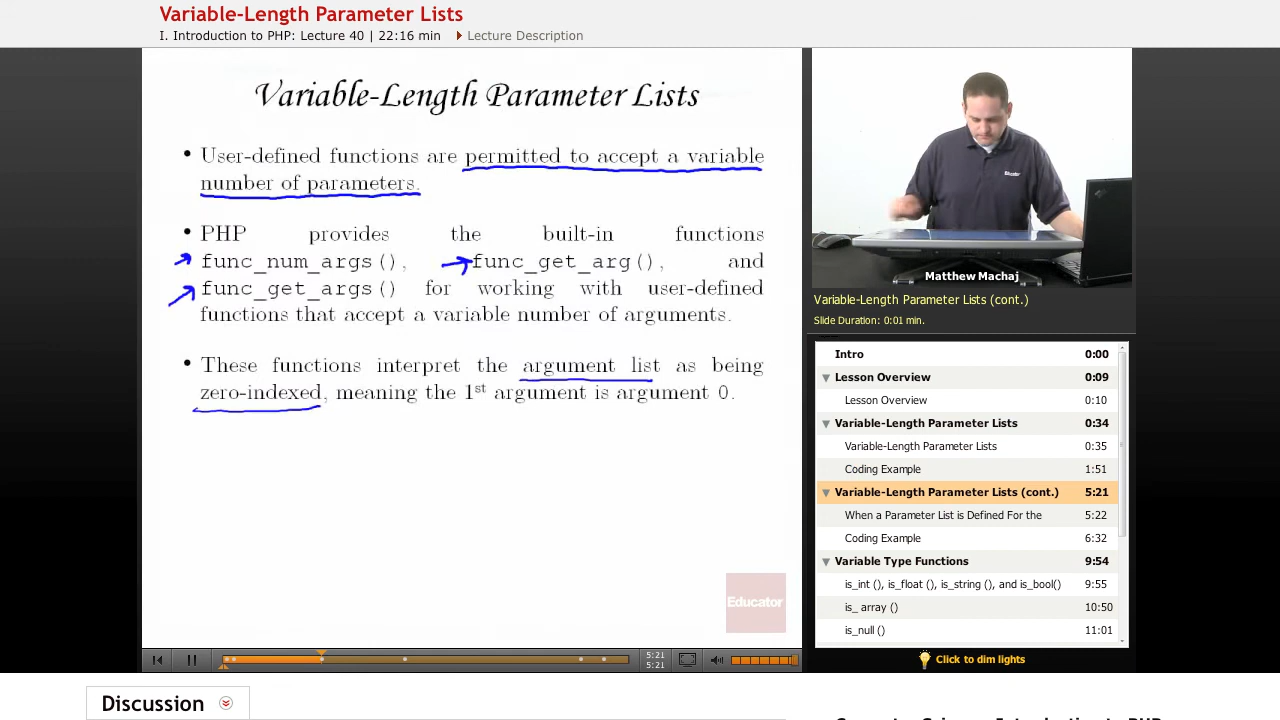 Variable-Length Parameter Lists
I. Introduction to PHP: Lecture 40 | 22:16 min
Lecture Description
Variable-Length Parameter Lists
• User-defined functions are permitted to accept a variable
number of parameters.
• PHP provides the built-in functions
func_num_args(), func_get_arg(), and
func_get_args() for working with user-defined
functions that accept a variable number of arguments.
• These functions interpret the argument list as being
zero-indexed, meaning the 1st argument is argument 0.
Educator
5:21
5:21
Educator
Matthew Machaj
Variable-Length Parameter Lists (cont.)
Slide Duration: 0:01 min.
Intro 0:00
Lesson Overview 0:09
Lesson Overview 0:10
Variable-Length Parameter Lists 0:34
Variable-Length Parameter Lists 0:35
Coding Example 1:51
Variable-Length Parameter Lists (cont.) 5:21
When a Parameter List is Defined For the 5:22
Coding Example 6:32
Variable Type Functions 9:54
is_int (), is_float (), is_string (), and is_bool() 9:55
is_ array () 10:50
is_null () 11:01
Click to dim lights
Discussion